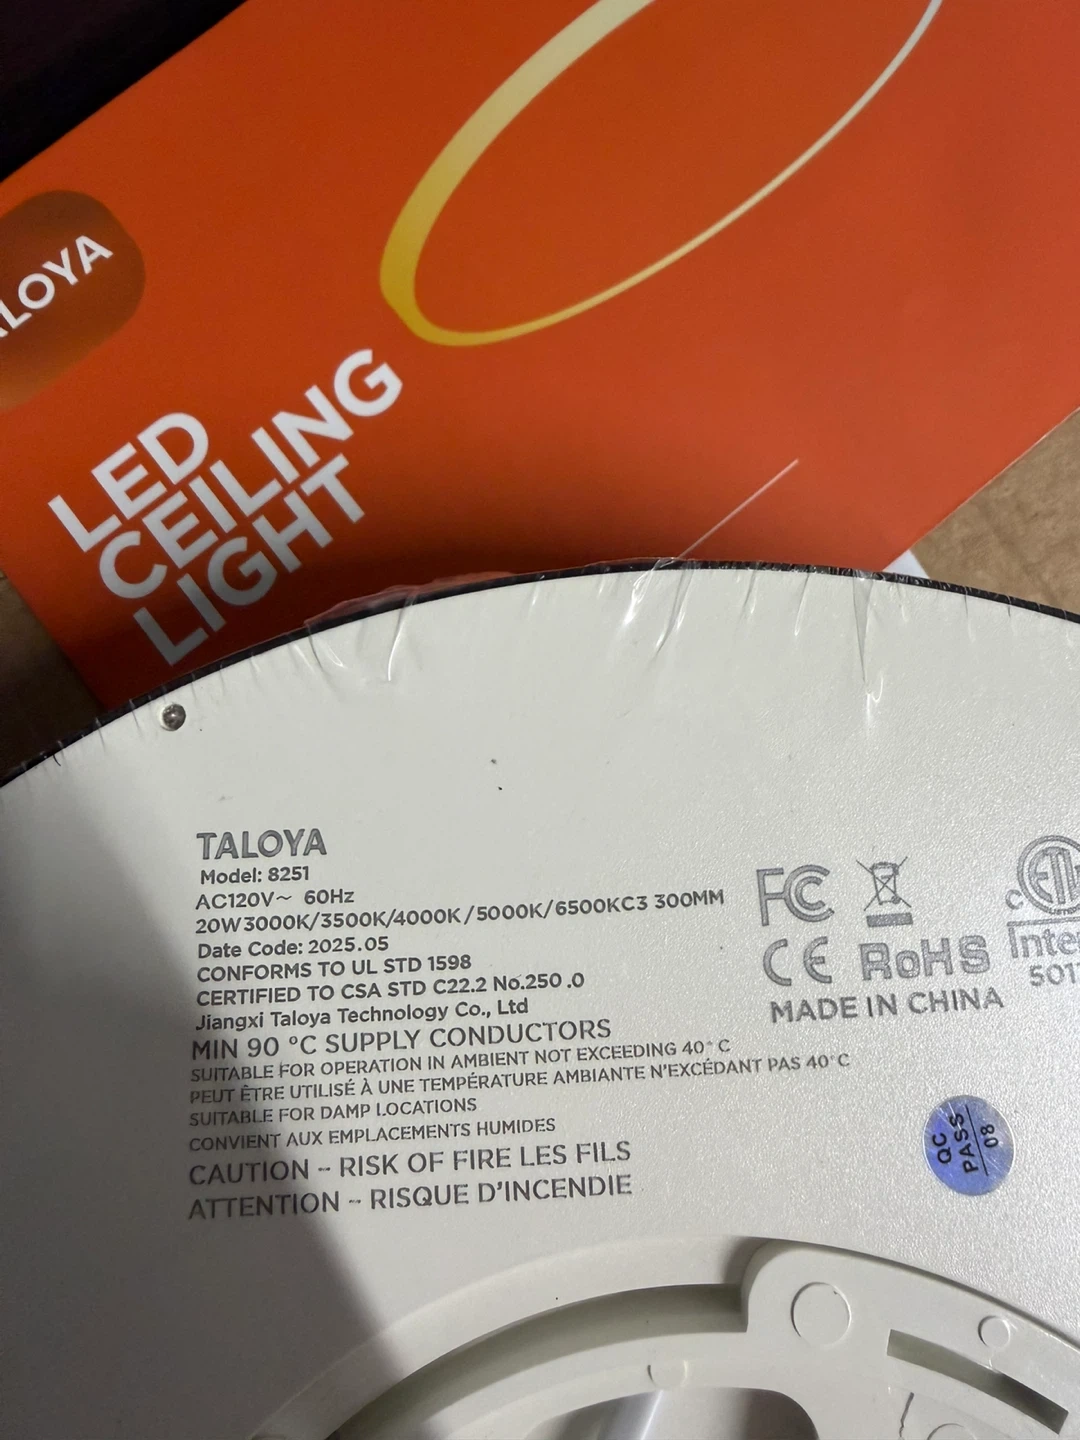 LOYA
LED
CEILING
LIGHT
TALOYA
Model: 8251
AC120V~ 60Hz
20W3000K/3500K/4000K/5000K/6500KC3 300MM
Date Code: 2025.05
CONFORMS TO UL STD 1598
CERTIFIED TO CSA STD C22.2 No.250.0
Jiangxi Taloya Technology Co., Ltd
MIN 90 °C SUPPLY CONDUCTORS
SUITABLE FOR OPERATION IN AMBIENT NOT EXCEEDING 40°C
PEUT ÊTRE UTILISÉ À UNE TEMPÉRATURE AMBIANTE N'EXCÉDANT PAS 40°C
SUITABLE FOR DAMP LOCATIONS
CONVIENT AUX EMPLACEMENTS HUMIDES
CAUTION - RISK OF FIRE LES FILS
ATTENTION - RISQUE D'INCENDIE
FC
CE RoHS
MADE IN CHINA
C ETL
Inte
501
QC
PASS
08